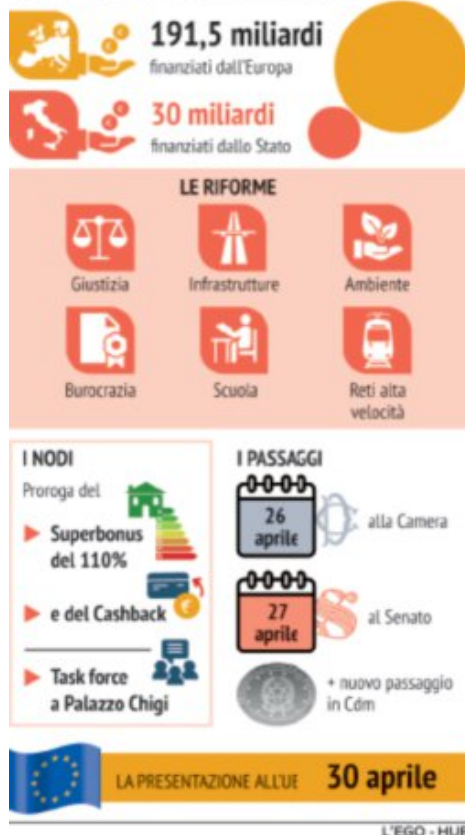 191,5 miliardi
finanziati dall'Europa
30 miliardi
finanziati dallo Stato
LE RIFORME
Giustizia
Infrastrutture
Ambiente
Burocrazia
Scuola
Reti alta
velocità
I NODI
Proroga del
Superbonus
del 110%
e del Cashback
Task force
a Palazzo Chigi
I PASSAGGI
26
aprile
alla Camera
27
aprile
al Senato
+ nuovo passaggio
in Cdm
LA PRESENTAZIONE ALL'UE
30 aprile
L'EGO - HUB